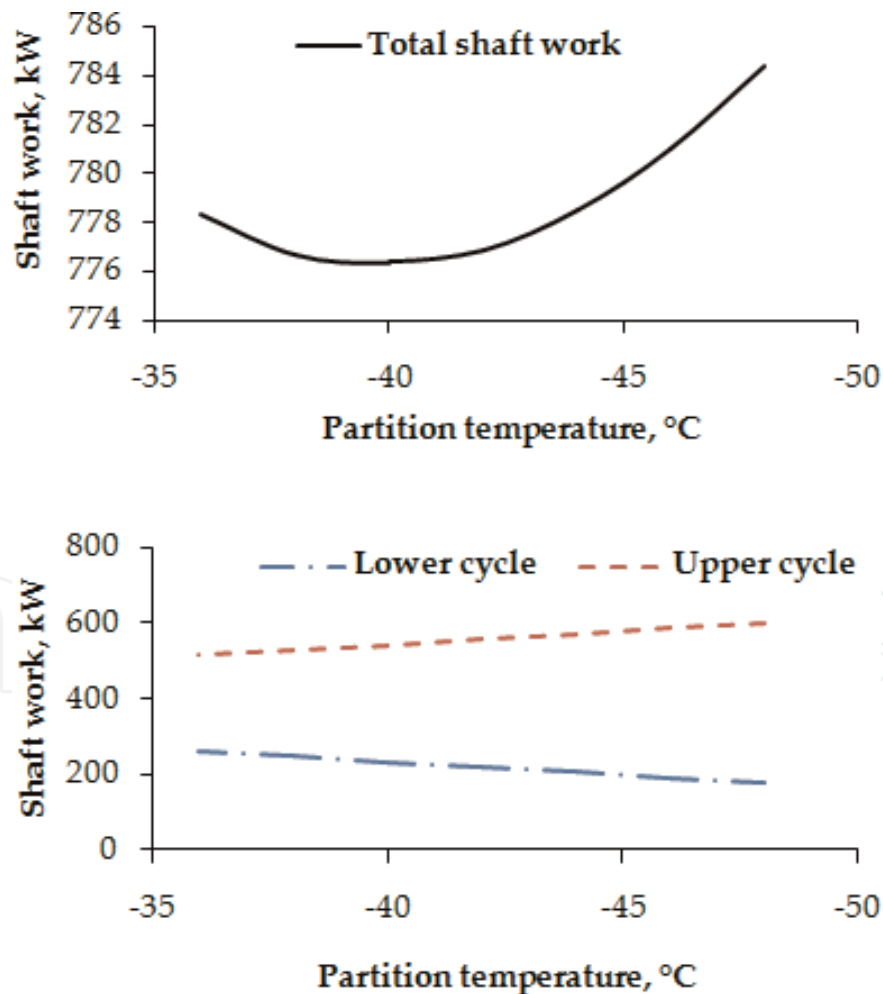 786
784
782
780
778
776
774
Shaft work, kW
Total shaft work
-35 -40 -45 -50
Partition temperature, °C
800
600
400
200
0
Shaft work, kW
Lower cycle Upper cycle
-35 -40 -45 -50
Partition temperature, °C